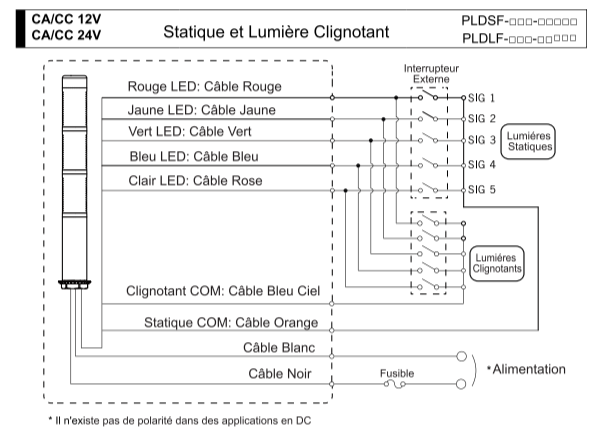 CA/CC 12V
CA/CC 24V
Statique et Lumière Clignotant
PLDSF-□□□-□□□□□
PLDLF-□□□-□□□□□
Interrupteur
Externe
Rouge LED: Câble Rouge
SIG 1
Jaune LED: Câble Jaune
SIG 2
Vert LED: Câble Vert
SIG 3
Lumiéres
Statiques
Bleu LED: Câble Bleu
SIG 4
Clair LED: Câble Rose
SIG 5
Lumiéres
Clignotants
Clignotant COM: Câble Bleu Ciel
Statique COM: Câble Orange
Câble Blanc
Câble Noir
Fusible
*Alimentation
* Il n'existe pas de polarité dans des applications en DC